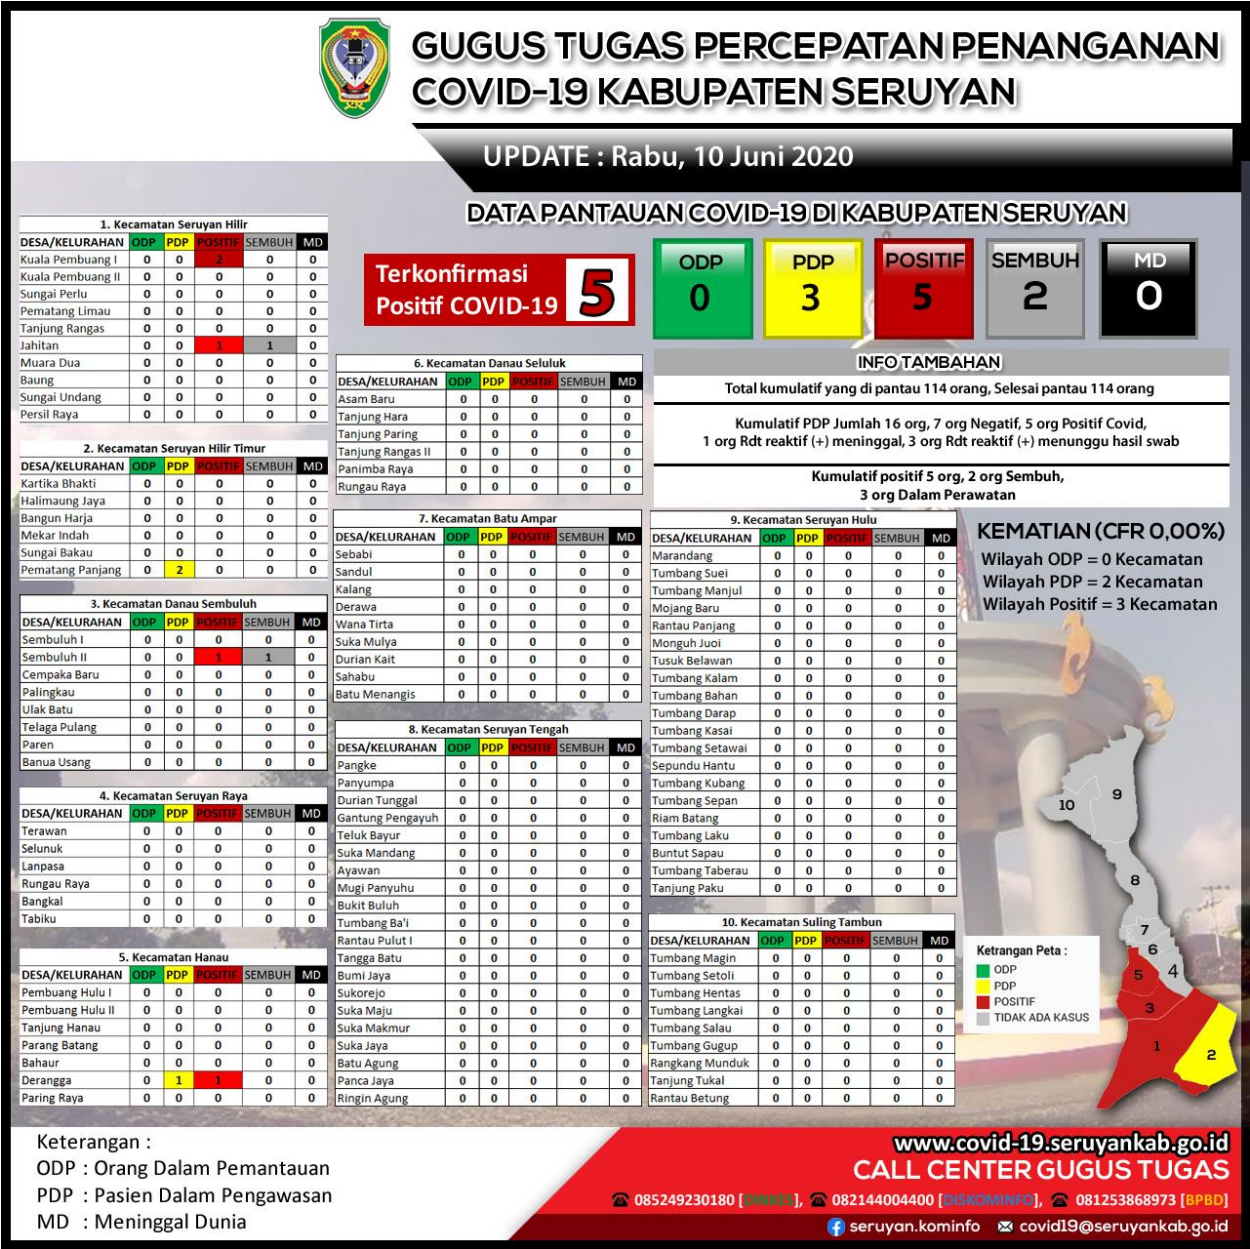 GUGUS TUGAS PERCEPATAN PENANGANAN
COVID-19 KABUPATEN SERUYAN
UPDATE : Rabu, 10 Juni 2020
DATA PANTAUAN COVID-19 DI KABUPATEN SERUYAN
Terkonfirmasi
Positif COVID-19 5
ODP 0
PDP 3
POSITIF 5
SEMBUH 2
MD 0
INFO TAMBAHAN
Total kumulatif yang di pantau 114 orang, Selesai pantau 114 orang
Kumulatif PDP Jumlah 16 org, 7 org Negatif, 5 org Positif Covid,
1 org Rdt reaktif (+) meninggal, 3 org Rdt reaktif (+) menunggu hasil swab
Kumulatif positif 5 org, 2 org Sembuh,
3 org Dalam Perawatan
1. Kecamatan Seruyan Hilir
DESA/KELURAHAN ODP PDP POSITIF SEMBUH MD
Kuala Pembuang I 0 0 2 0 0
Kuala Pembuang II 0 0 0 0 0
Sungai Perlu 0 0 0 0 0
Pematang Limau 0 0 0 0 0
Tanjung Rangas 0 0 0 0 0
Jahitan 0 0 1 1 0
Muara Dua 0 0 0 0 0
Baung 0 0 0 0 0
Sungai Undang 0 0 0 0 0
Persil Raya 0 0 0 0 0
2. Kecamatan Seruyan Hilir Timur
DESA/KELURAHAN ODP PDP POSITIF SEMBUH MD
Kartika Bhakti 0 0 0 0 0
Halimaung Jaya 0 0 0 0 0
Bangun Harja 0 0 0 0 0
Mekar Indah 0 0 0 0 0
Sungai Bakau 0 0 0 0 0
Pematang Panjang 0 2 0 0 0
3. Kecamatan Danau Sembuluh
DESA/KELURAHAN ODP PDP POSITIF SEMBUH MD
Sembuluh I 0 0 0 0 0
Sembuluh II 0 0 1 1 0
Cempaka Baru 0 0 0 0 0
Palingkau 0 0 0 0 0
Ulak Batu 0 0 0 0 0
Telaga Pulang 0 0 0 0 0
Paren 0 0 0 0 0
Banua Usang 0 0 0 0 0
4. Kecamatan Seruyan Raya
DESA/KELURAHAN ODP PDP POSITIF SEMBUH MD
Terawan 0 0 0 0 0
Selunuk 0 0 0 0 0
Lanpasa 0 0 0 0 0
Rungau Raya 0 0 0 0 0
Bangkal 0 0 0 0 0
Tabiku 0 0 0 0 0
5. Kecamatan Hanau
DESA/KELURAHAN ODP PDP POSITIF SEMBUH MD
Pembuang Hulu I 0 0 0 0 0
Pembuang Hulu II 0 0 0 0 0
Tanjung Hanau 0 0 0 0 0
Parang Batang 0 0 0 0 0
Bahaur 0 0 0 0 0
Derangga 0 1 1 0 0
Paring Raya 0 0 0 0 0
6. Kecamatan Danau Seluluk
DESA/KELURAHAN ODP PDP POSITIF SEMBUH MD
Asam Baru 0 0 0 0 0
Tanjung Hara 0 0 0 0 0
Tanjung Paring 0 0 0 0 0
Tanjung Rangas II 0 0 0 0 0
Panimba Raya 0 0 0 0 0
Rungau Raya 0 0 0 0 0
7. Kecamatan Batu Ampar
DESA/KELURAHAN ODP PDP POSITIF SEMBUH MD
Sebabi 0 0 0 0 0
Sandul 0 0 0 0 0
Kalang 0 0 0 0 0
Derawa 0 0 0 0 0
Wana Tirta 0 0 0 0 0
Suka Mulya 0 0 0 0 0
Durian Kait 0 0 0 0 0
Sahabu 0 0 0 0 0
Batu Menangis 0 0 0 0 0
8. Kecamatan Seruyan Tengah
DESA/KELURAHAN ODP PDP POSITIF SEMBUH MD
Pangke 0 0 0 0 0
Panyumpa 0 0 0 0 0
Durian Tunggal 0 0 0 0 0
Gantung Pengayuh 0 0 0 0 0
Teluk Bayur 0 0 0 0 0
Suka Mandang 0 0 0 0 0
Ayawan 0 0 0 0 0
Mugi Panyuhu 0 0 0 0 0
Bukit Buluh 0 0 0 0 0
Tumbang Ba'i 0 0 0 0 0
Rantau Pulut I 0 0 0 0 0
Tangga Batu 0 0 0 0 0
Bumi Jaya 0 0 0 0 0
Sukorejo 0 0 0 0 0
Suka Maju 0 0 0 0 0
Suka Makmur 0 0 0 0 0
Suka Jaya 0 0 0 0 0
Batu Agung 0 0 0 0 0
Panca Jaya 0 0 0 0 0
Ringin Agung 0 0 0 0 0
9. Kecamatan Seruyan Hulu
DESA/KELURAHAN ODP PDP POSITIF SEMBUH MD
Marandang 0 0 0 0 0
Tumbang Suei 0 0 0 0 0
Tumbang Manjul 0 0 0 0 0
Mojang Baru 0 0 0 0 0
Rantau Panjang 0 0 0 0 0
Monguh Juoi 0 0 0 0 0
Tusuk Belawan 0 0 0 0 0
Tumbang Kalam 0 0 0 0 0
Tumbang Bahan 0 0 0 0 0
Tumbang Darap 0 0 0 0 0
Tumbang Kasai 0 0 0 0 0
Tumbang Setawai 0 0 0 0 0
Sepundu Hantu 0 0 0 0 0
Tumbang Kubang 0 0 0 0 0
Tumbang Sepan 0 0 0 0 0
Riam Batang 0 0 0 0 0
Tumbang Laku 0 0 0 0 0
Buntut Sapau 0 0 0 0 0
Tumbang Taberau 0 0 0 0 0
Tanjung Paku 0 0 0 0 0
10. Kecamatan Suling Tambun
DESA/KELURAHAN ODP PDP POSITIF SEMBUH MD
Tumbang Magin 0 0 0 0 0
Tumbang Setoli 0 0 0 0 0
Tumbang Hentas 0 0 0 0 0
Tumbang Langkai 0 0 0 0 0
Tumbang Salau 0 0 0 0 0
Tumbang Gugup 0 0 0 0 0
Rangkang Munduk 0 0 0 0 0
Tanjung Tukal 0 0 0 0 0
Rantau Betung 0 0 0 0 0
KEMATIAN (CFR 0,00%)
Wilayah ODP = 0 Kecamatan
Wilayah PDP = 2 Kecamatan
Wilayah Positif = 3 Kecamatan
9
10
8
7
6
5
4
3
1
2
Ketrangan Peta :
ODP
PDP
POSITIF
TIDAK ADA KASUS
Keterangan :
ODP : Orang Dalam Pemantauan
PDP : Pasien Dalam Pengawasan
MD : Meninggal Dunia
www.covid-19.seruyankab.go.id
CALL CENTER GUGUS TUGAS
085249230180 [DINKES], 082144004400 [DISKOMINFO], 081253868973 [BPBD]
seruyan.kominfo covid19@seruyankab.go.id